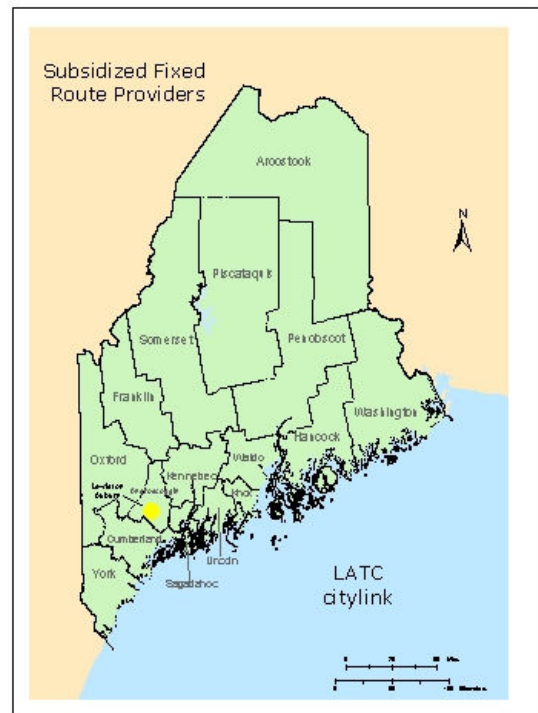 Subsidized Fixed
Route Providers
Aroostook
N
Piscataquis
Somerset
Penobscot
Franklin
Washington
Hancock
Oxford
Waldo
Kennebec
Knox
Androscoggin
Cumberland
Lincoln
York
Sagadahoc
LATC
citylink